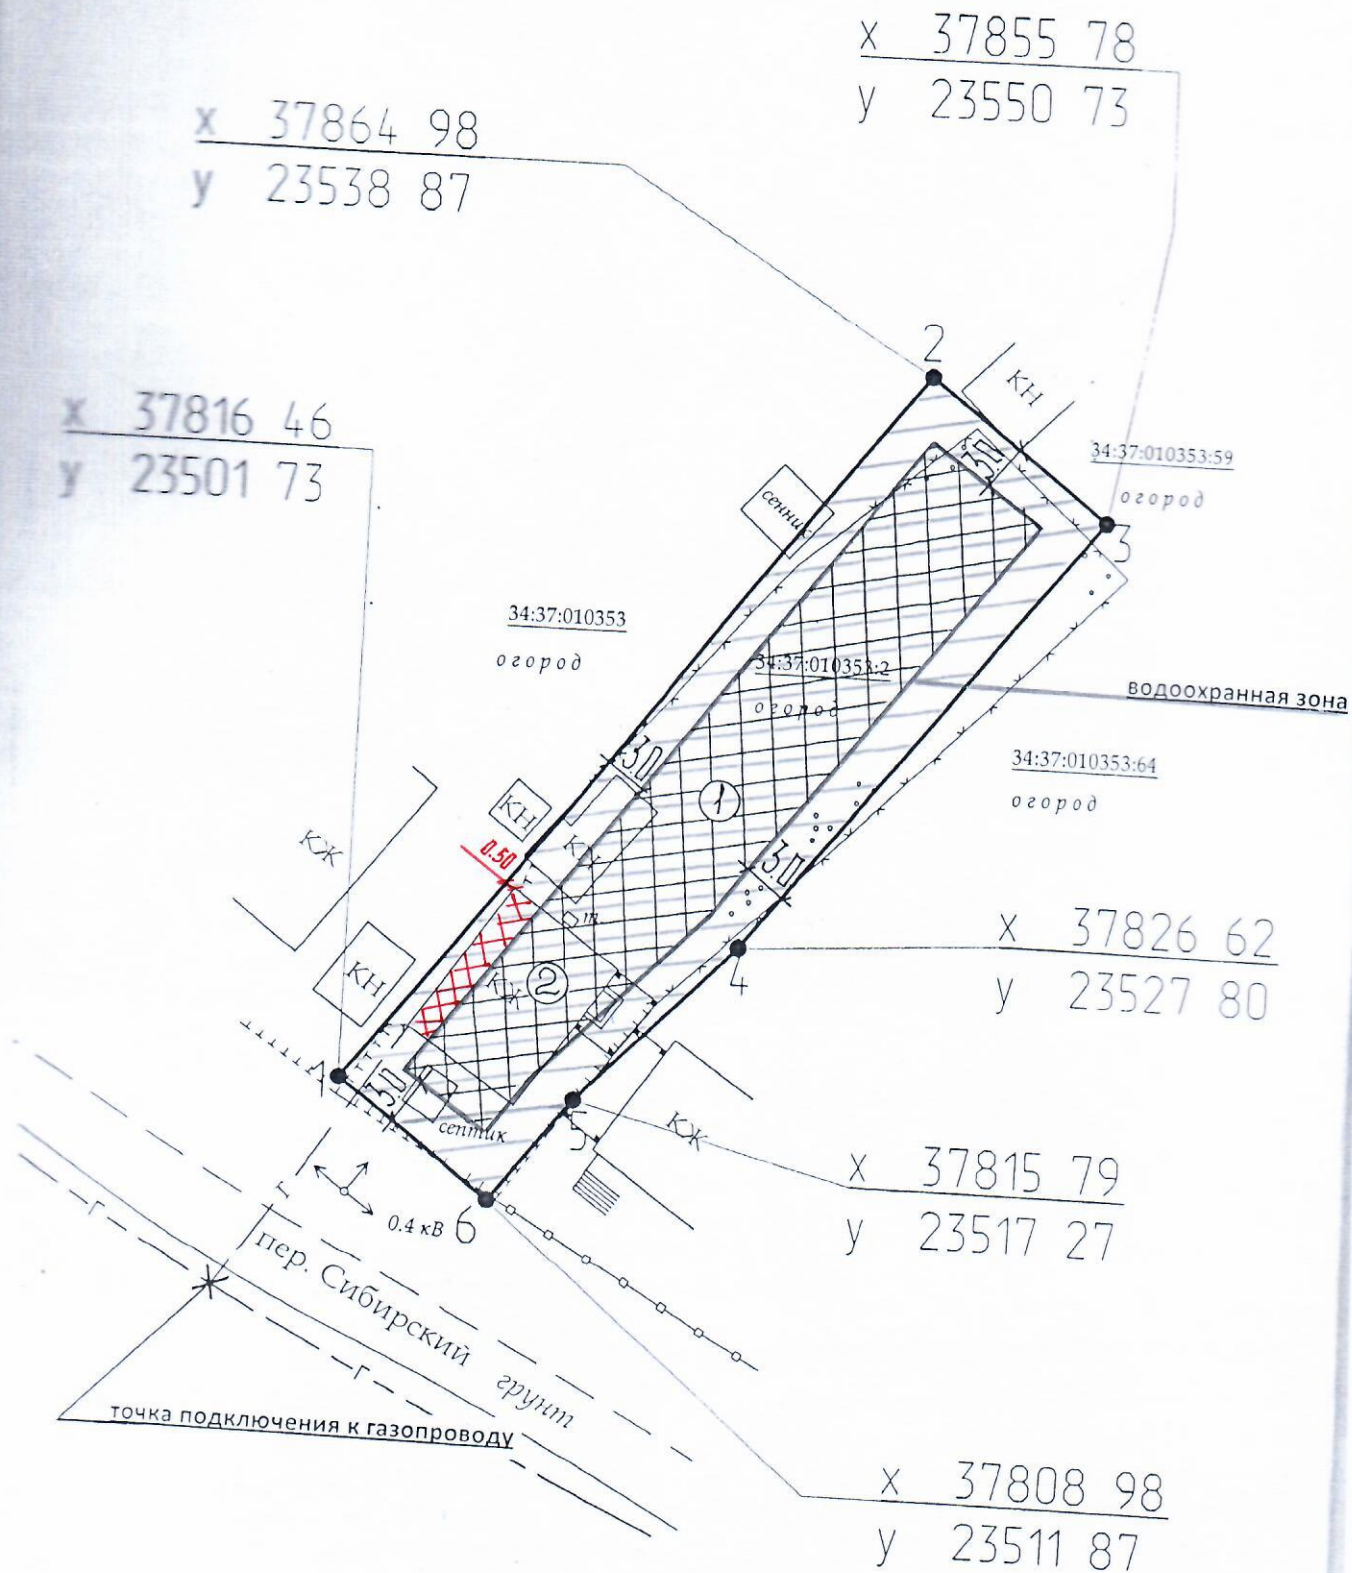 x 37855 78
y 23550 73
x 37864 98
y 23538 87
2
КН
x 37816 46
y 23501 73
34:37:010353:59
огород
3.П
3
сенник
34:37:010353
огород
34:37:010353:2
огород
водоохранная зона
34:37:010353:64
огород
3.П
1
КН
КН
КЖ
0.50
3.П
т
x 37826 62
y 23527 80
4
КН
КЖ
2
1
3.П
септик
5
КЖ
x 37815 79
y 23517 27
Г
0.4 кВ
6
Г
пер. Сибирский
грунт
Г
точка подключения к газопроводу
x 37808 98
y 23511 87